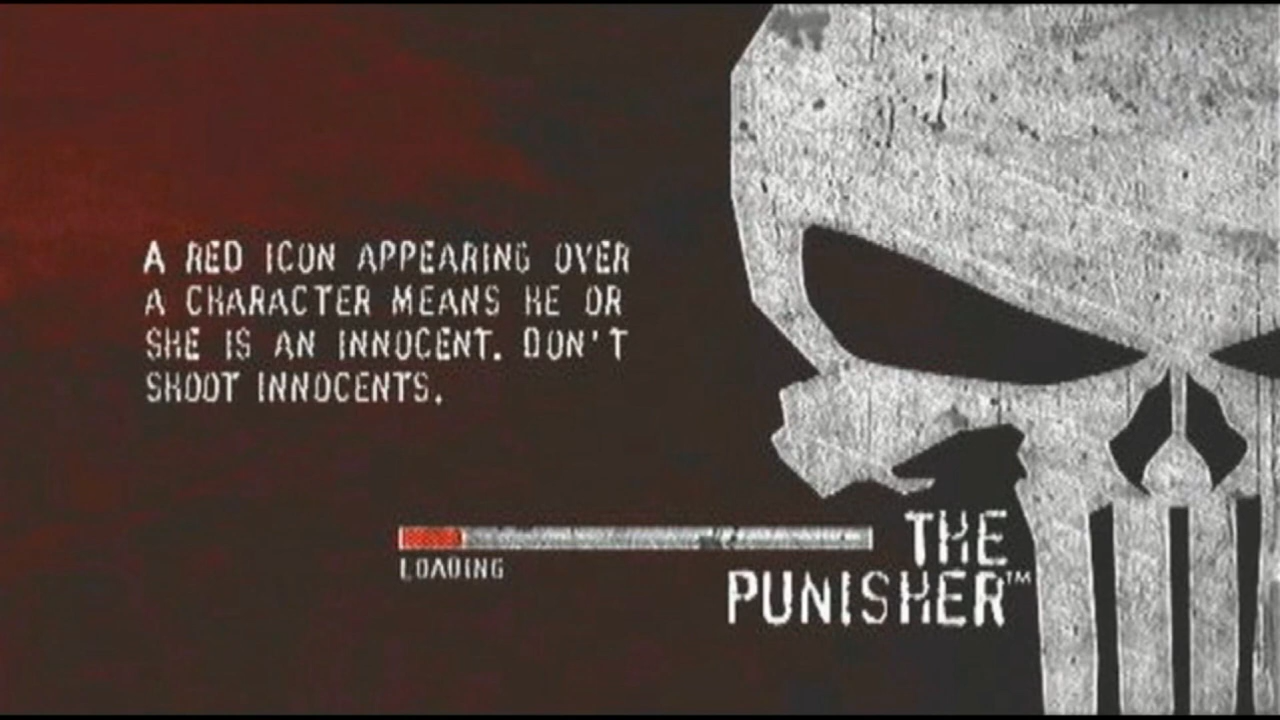 A RED ICON APPEARING OVER
A CHARACTER MEANS HE OR
SHE IS AN INNOCENT. DON'T
SHOOT INNOCENTS.
LOADING
THE
PUNISHER™